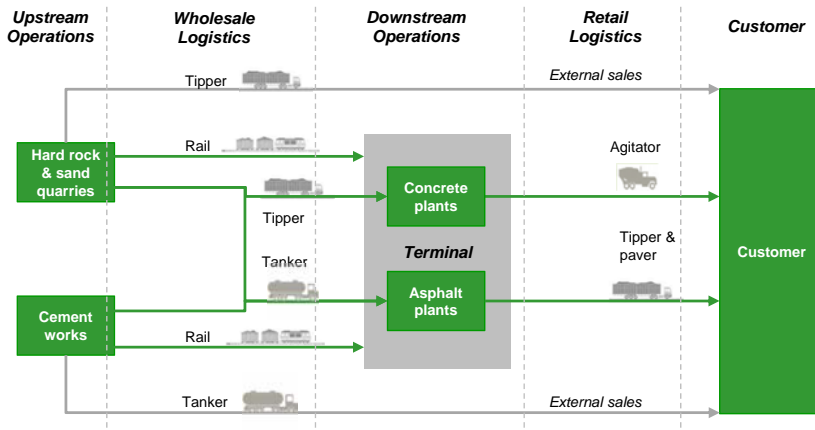 Upstream
Operations
Wholesale
Logistics
Downstream
Operations
Retail
Logistics
Customer
Tipper
External sales
Hard rock
& sand
quarries
Rail
Agitator
Concrete
plants
Tipper
Tipper &
paver
Terminal
Customer
Tanker
Asphalt
plants
Cement
works
Rail
Tanker
External sales